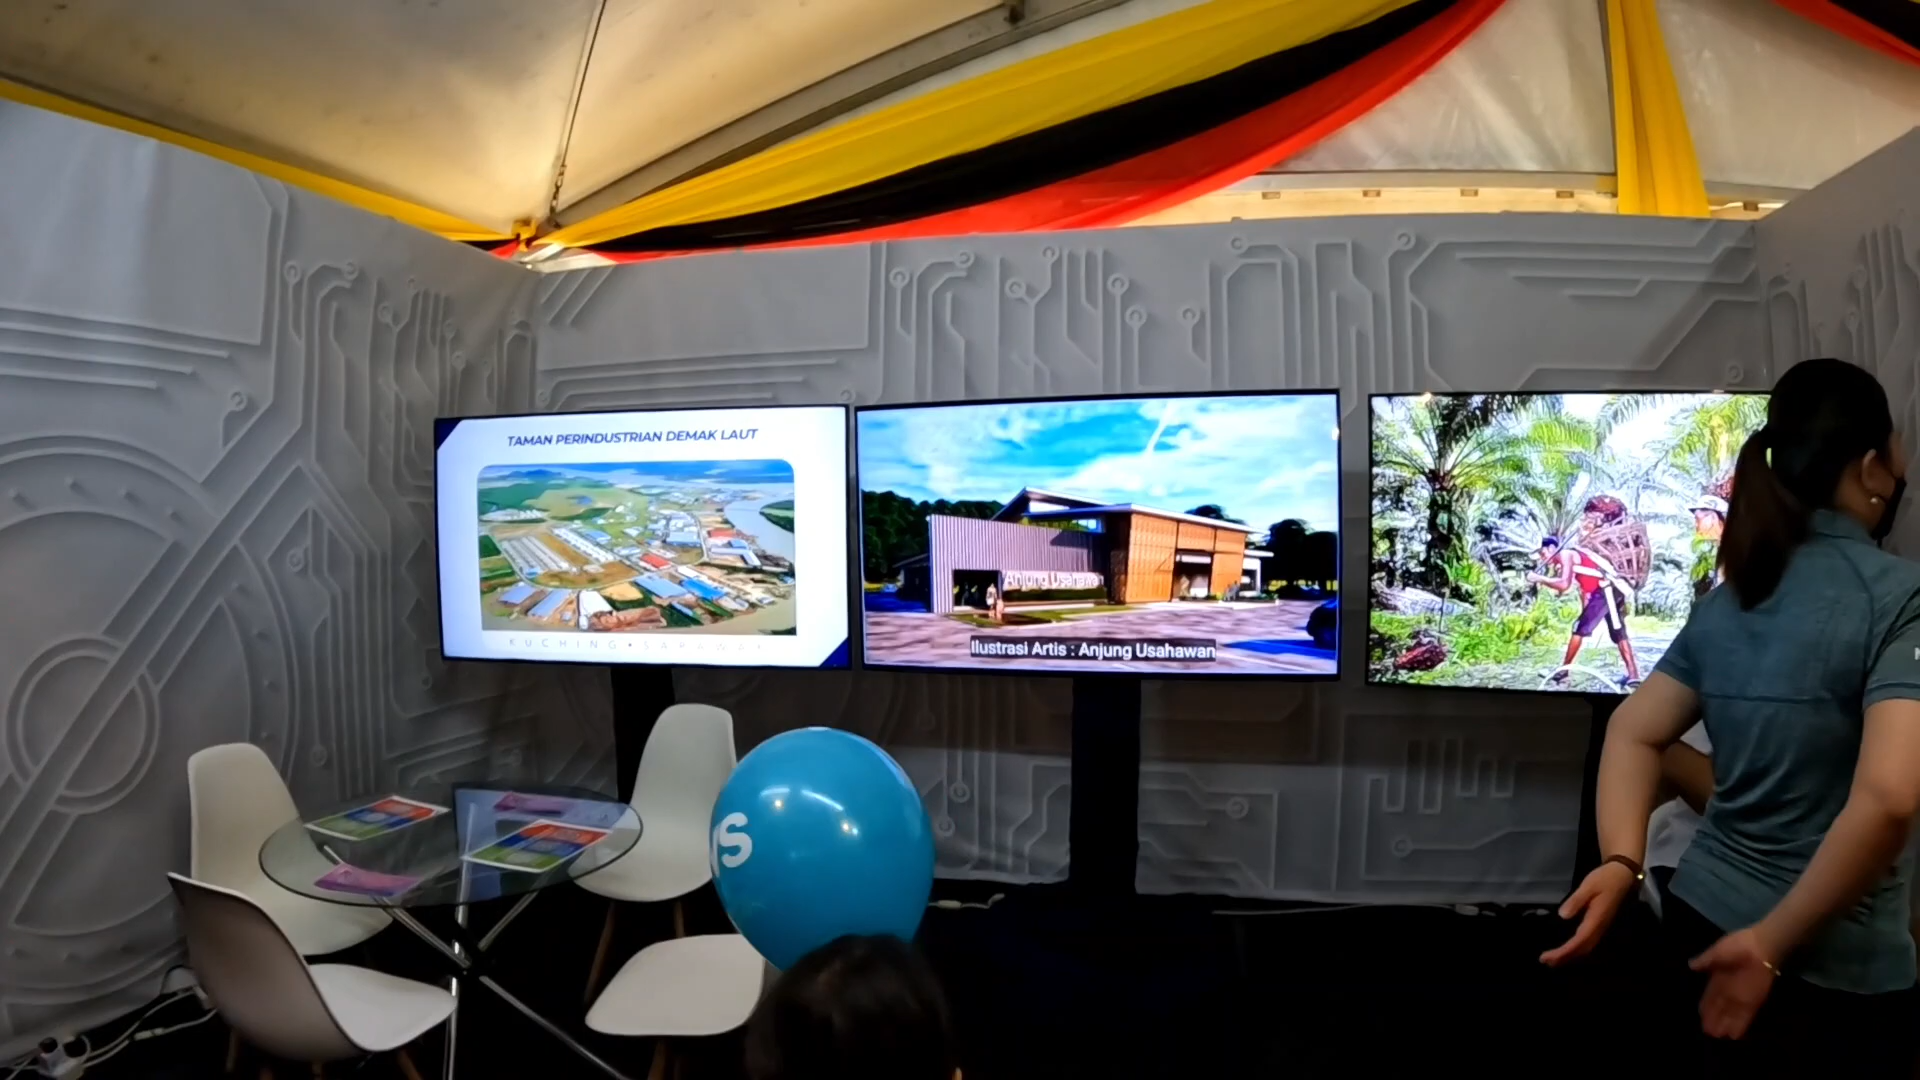 TAMAN PERINDUSTRIAN DEMAK LAUT
KUCHING • SARAWAK
Anjung Usahawan
Ilustrasi Artis : Anjung Usahawan